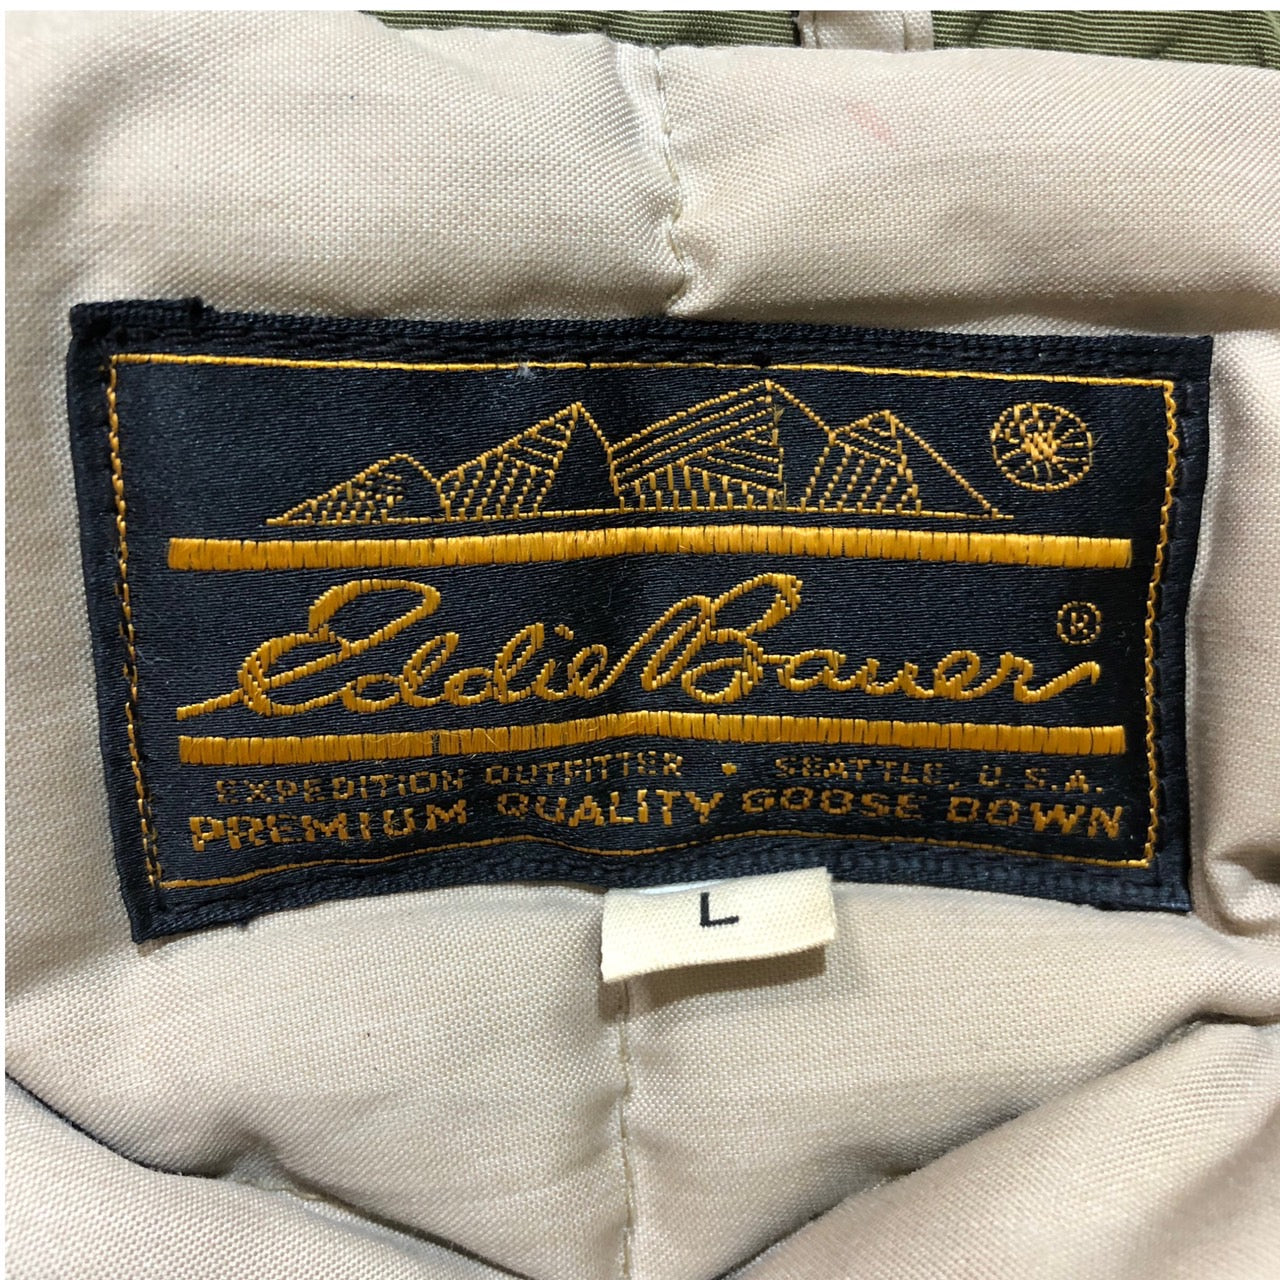 Eddie Bauer ®
EXPEDITION OUTFITTER • SEATTLE, U.S.A.
PREMIUM QUALITY GOOSE DOWN
L